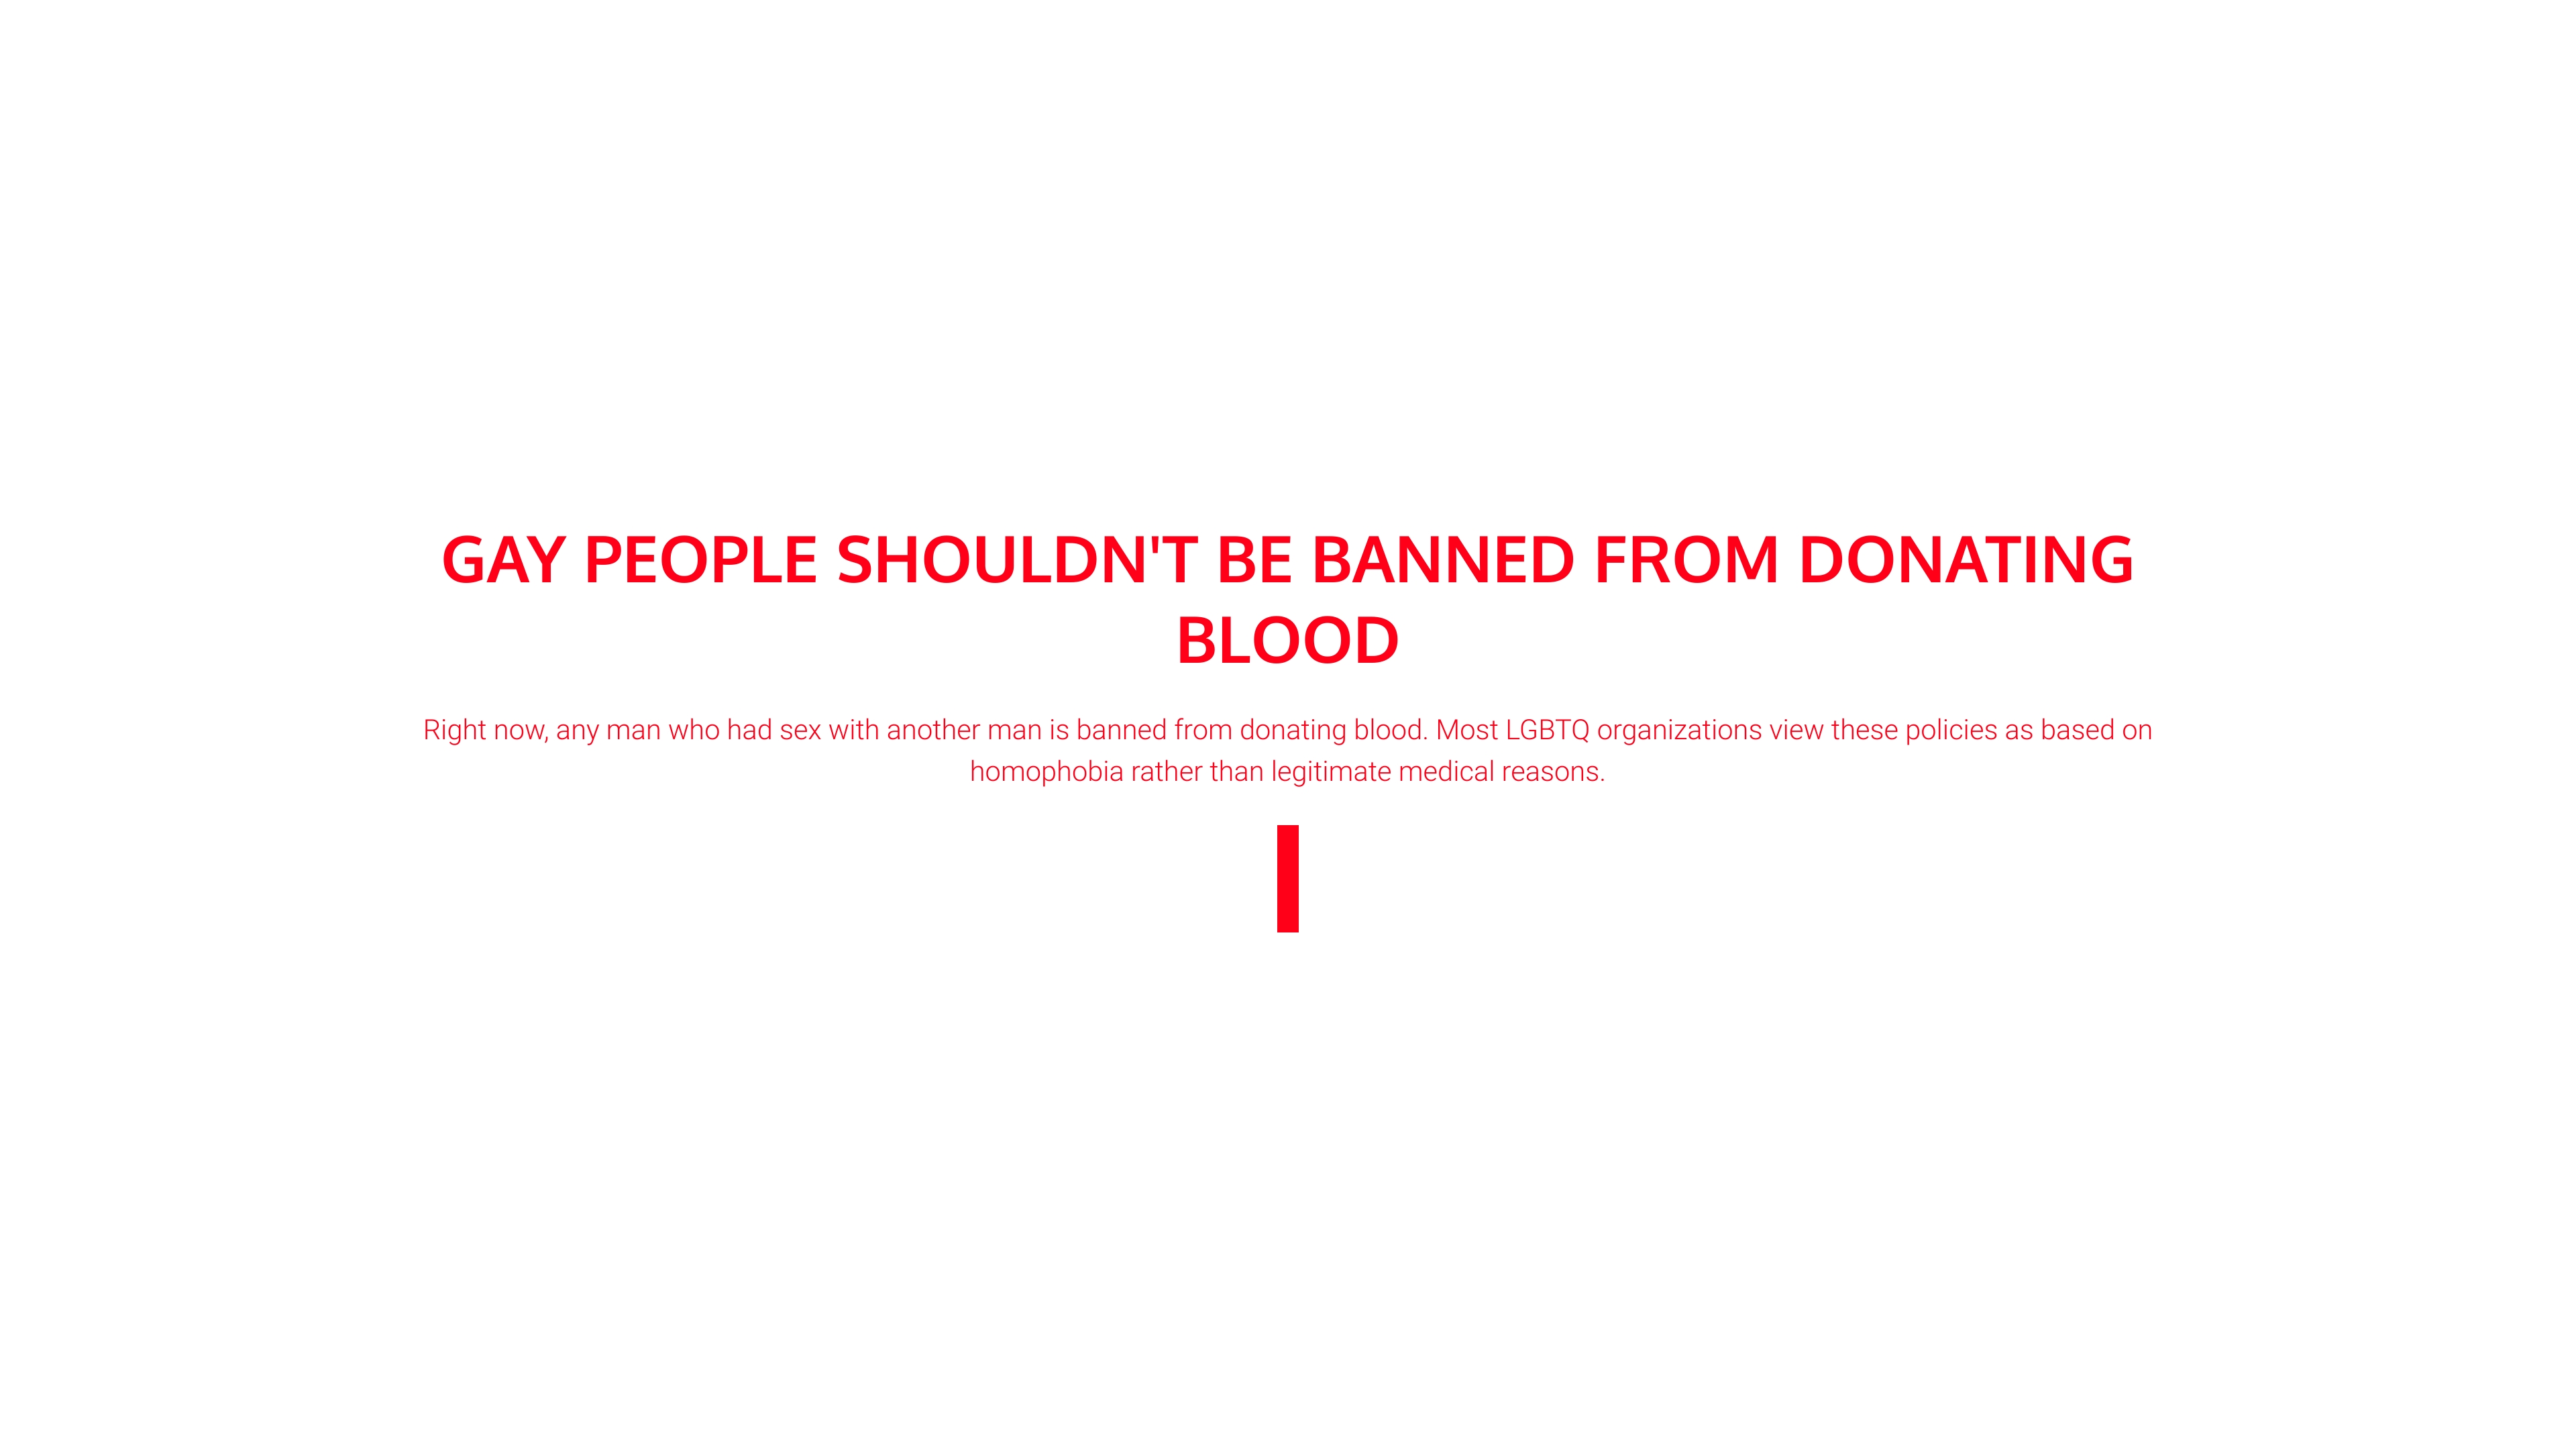 GAY PEOPLE SHOULDN'T BE BANNED FROM DONATING
BLOOD
Right now, any man who had sex with another man is banned from donating blood. Most LGBTQ organizations view these policies as based on
homophobia rather than legitimate medical reasons.